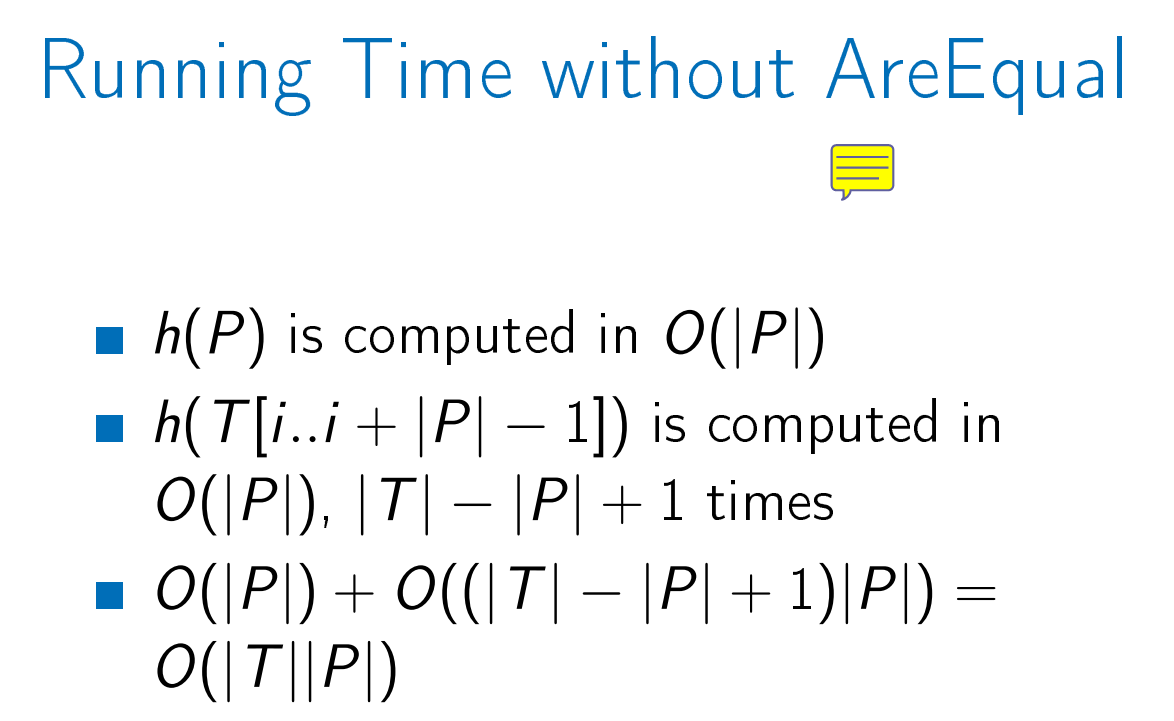 Running Time without AreEqual
h(P) is computed in O(|P|)
h(T[i..i + |P| − 1]) is computed in
O(|P|), |T| − |P| + 1 times
O(|P|) + O((|T| − |P| + 1)|P|) =
O(|T||P|)